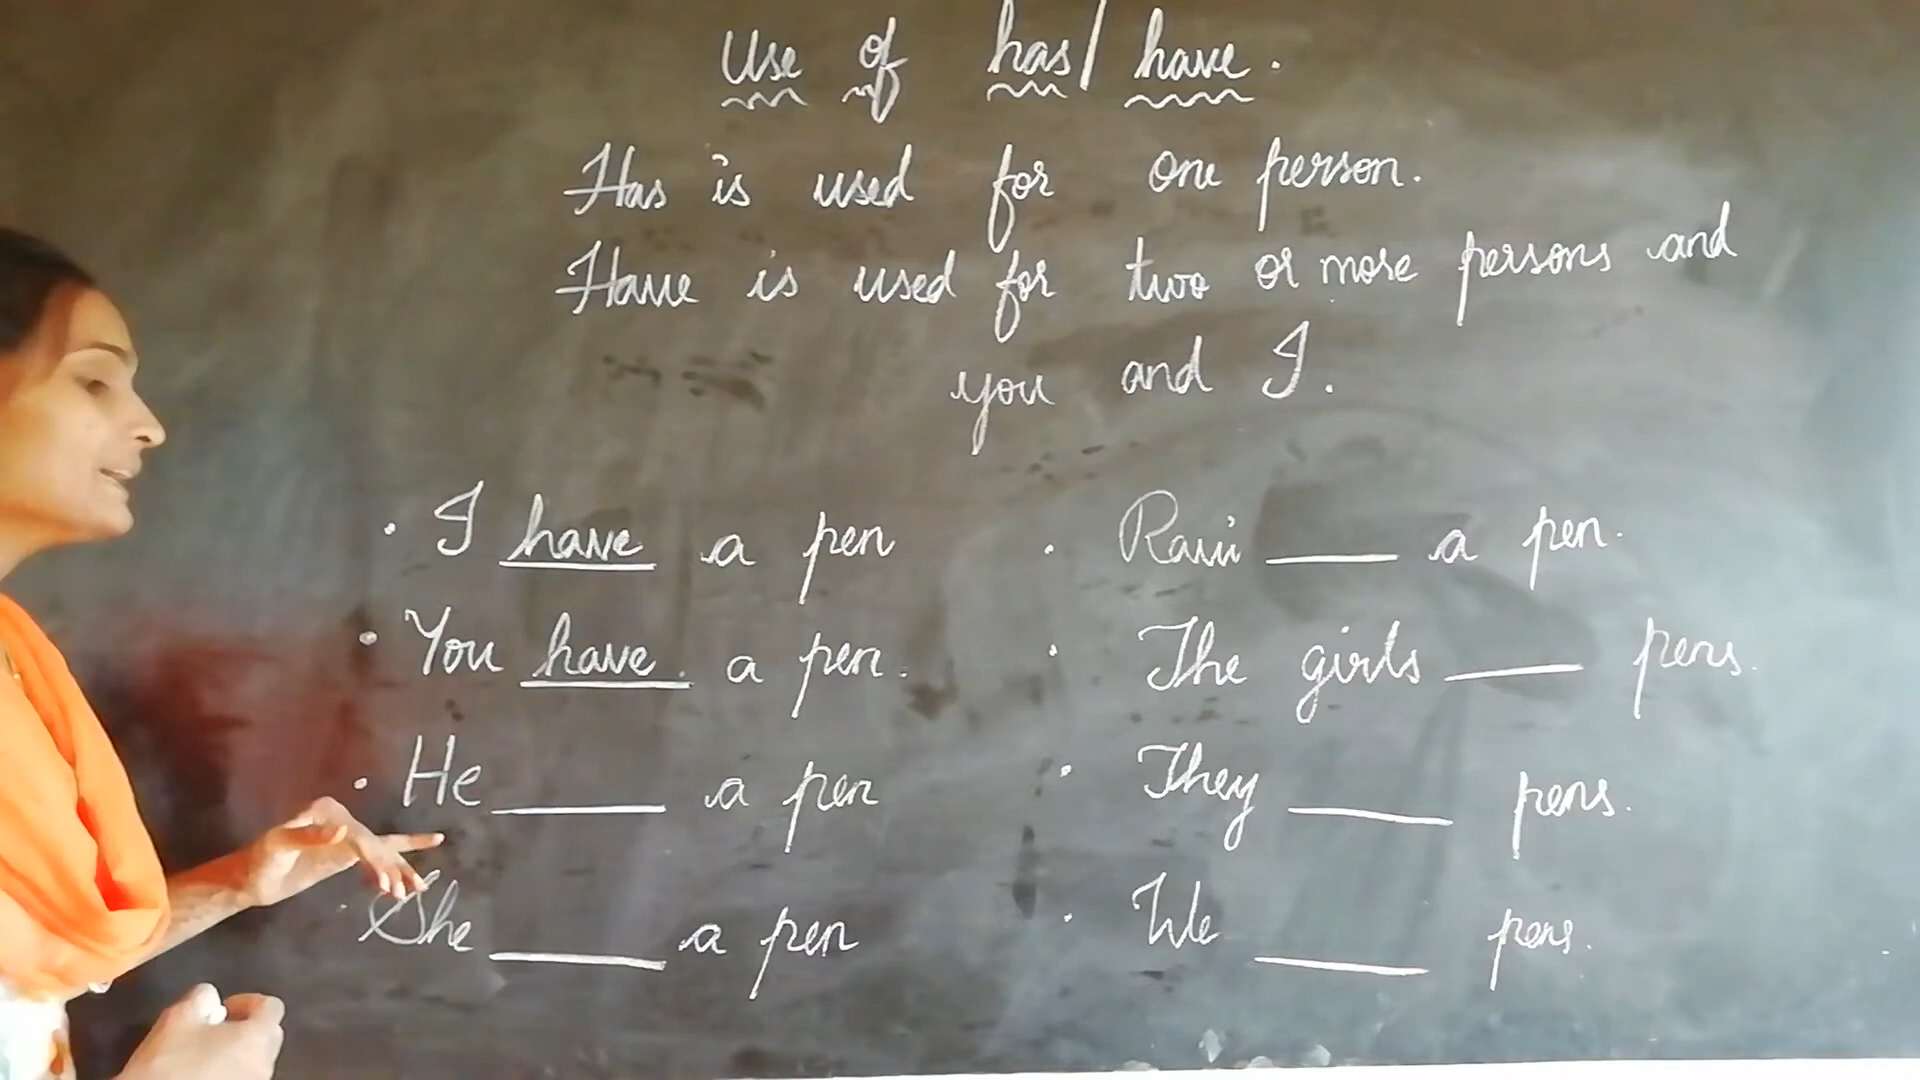 Use of has/have.
Has is used for one person.
Have is used for two or more persons and
you and I.
• I have a pen
• You have. a pen.
• He ____ a pen
• She ____ a pen
• Ravi ____ a pen.
• The girls ____ pens.
• They ____ pens.
• We ____ pens.